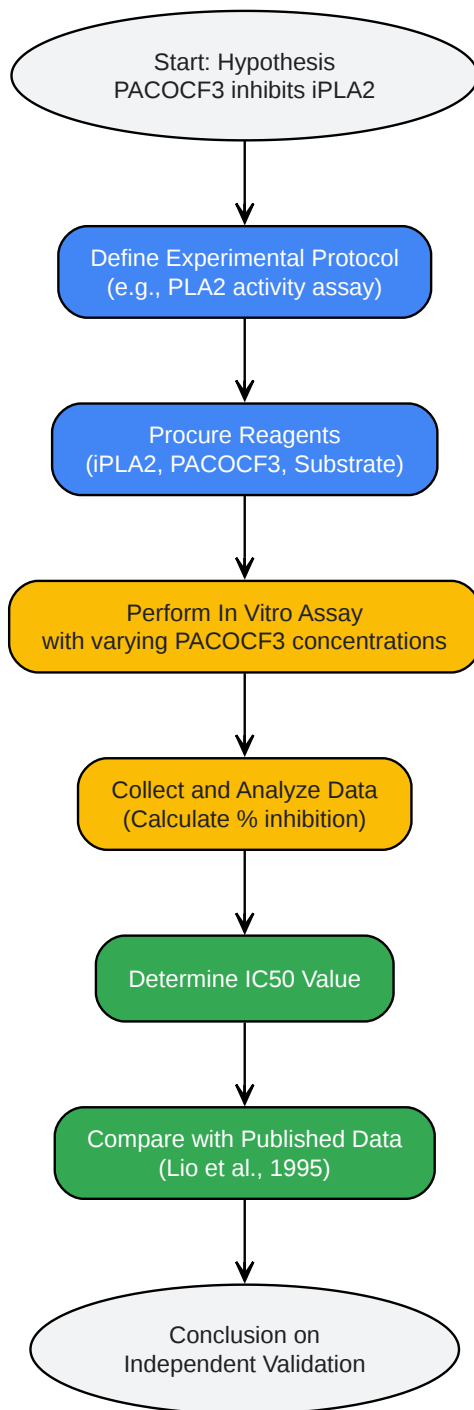 Start: Hypothesis
PACOCF3 inhibits iPLA2
Define Experimental Protocol
(e.g., PLA2 activity assay)
Procure Reagents
(iPLA2, PACOCF3, Substrate)
Perform In Vitro Assay
with varying PACOCF3 concentrations
Collect and Analyze Data
(Calculate % inhibition)
Determine IC50 Value
Compare with Published Data
(Lio et al., 1995)
Conclusion on
Independent Validation